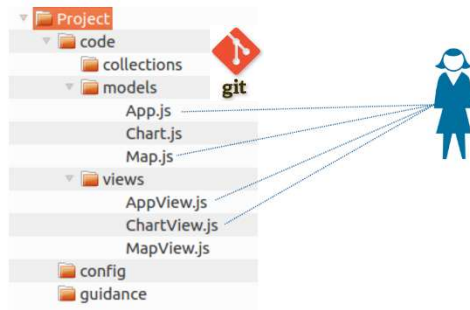 Project
code
collections
models
git
App.js
Chart.js
Map.js
views
AppView.js
ChartView.js
MapView.js
config
guidance